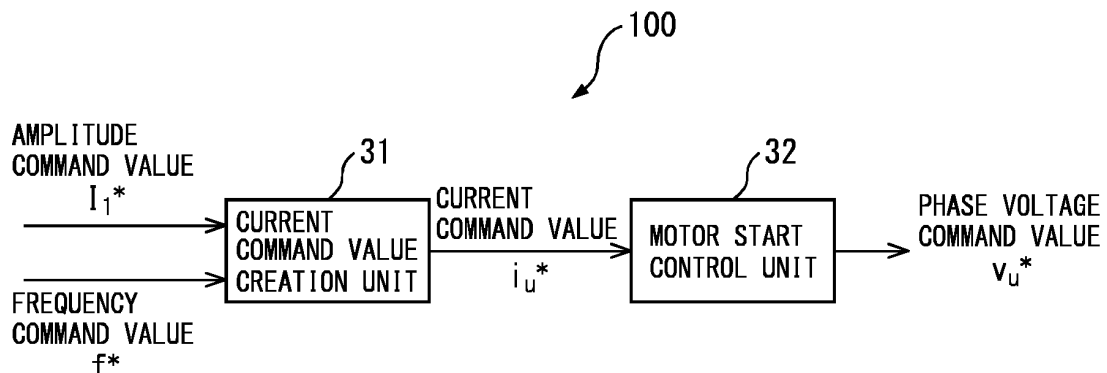 100
AMPLITUDE
COMMAND VALUE
I₁*
31
CURRENT
COMMAND VALUE
CREATION UNIT
CURRENT
COMMAND VALUE
iᵤ*
32
MOTOR START
CONTROL UNIT
PHASE VOLTAGE
COMMAND VALUE
vᵤ*
FREQUENCY
COMMAND VALUE
f*